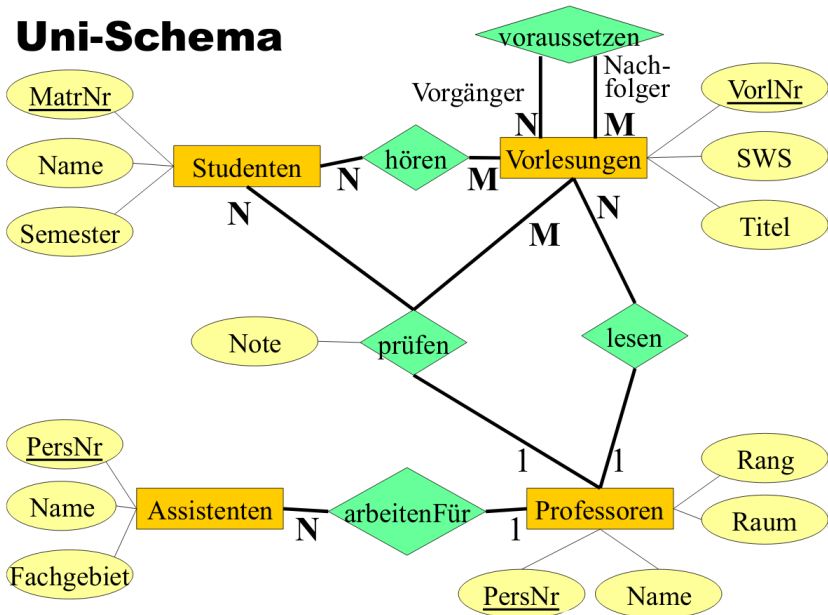 Uni-Schema
voraussetzen
Vorgänger
Nach-
folger
N
M
MatrNr
Name
Semester
Studenten
N
hören
M
Vorlesungen
VorlNr
SWS
Titel
N
M
N
Note
prüfen
lesen
1
1
PersNr
Name
Fachgebiet
Assistenten
N
arbeitenFür
1
Professoren
Rang
Raum
PersNr
Name